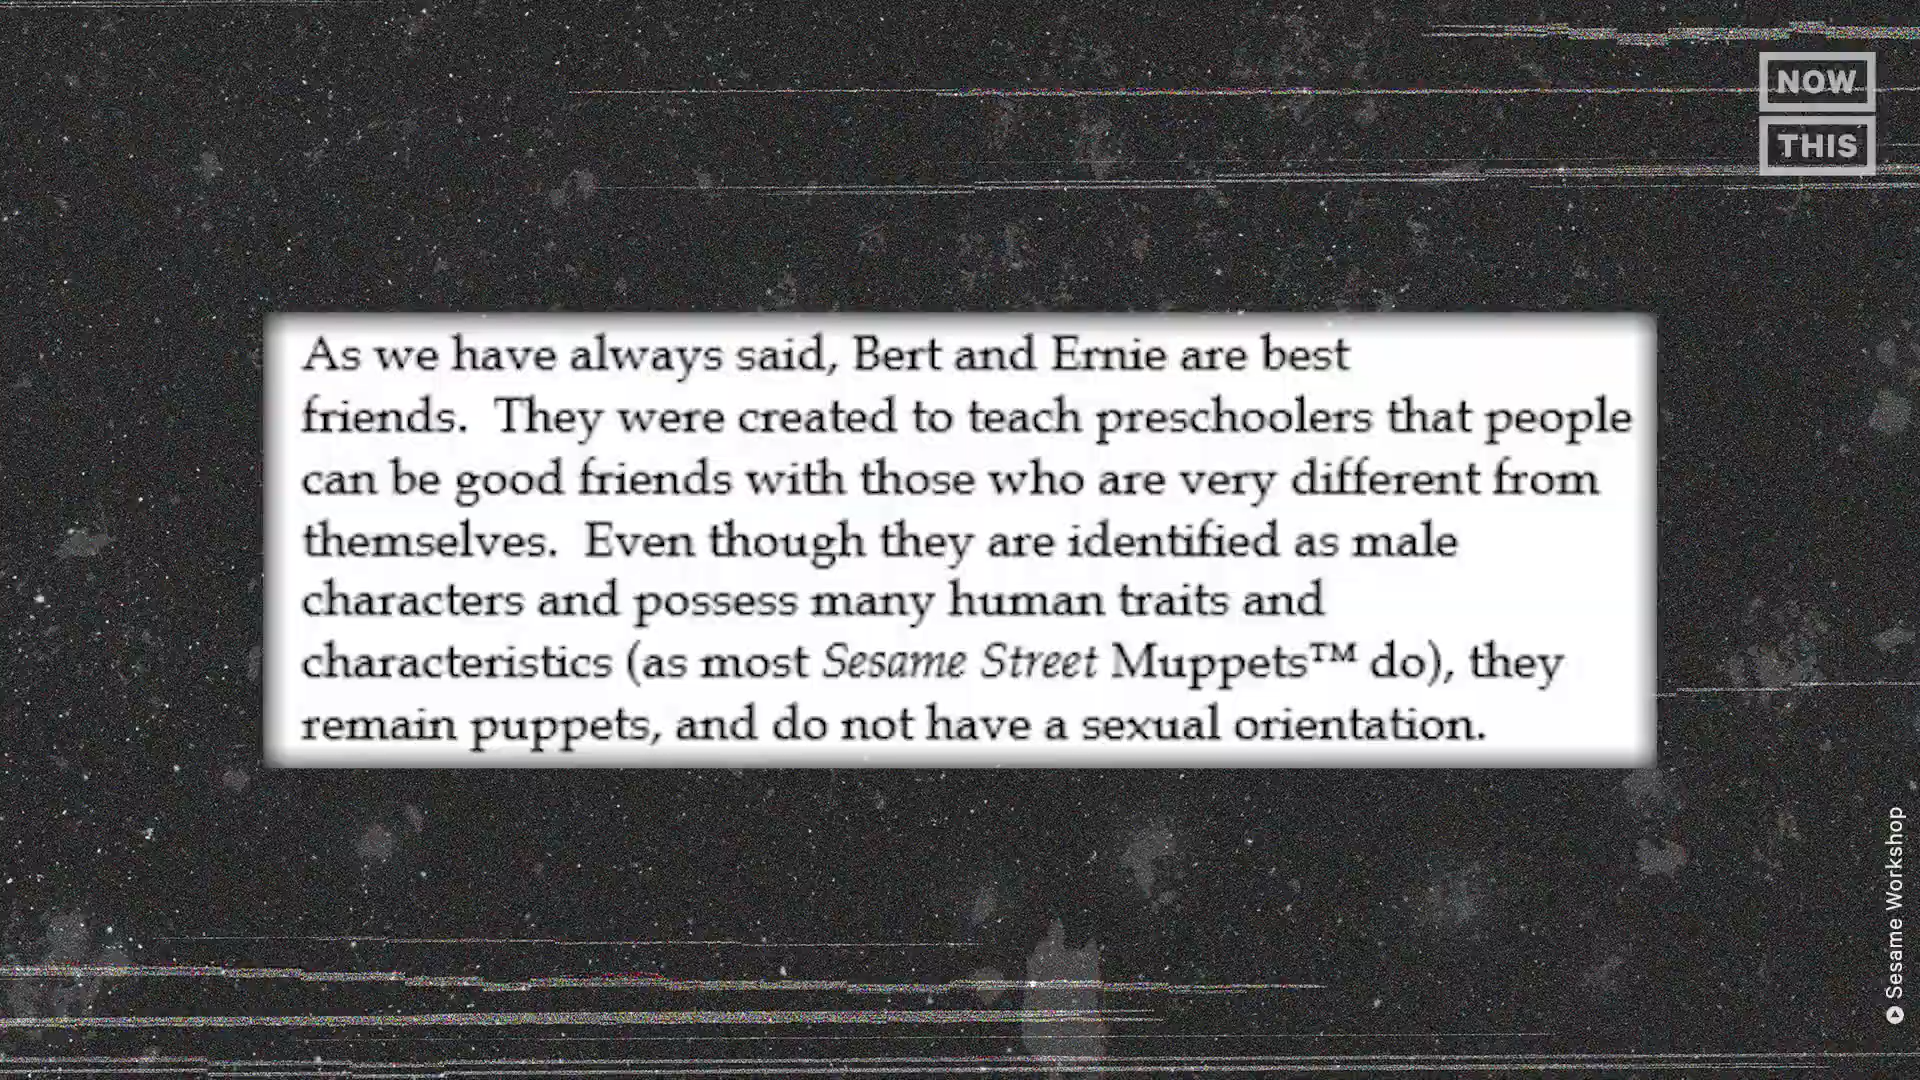 NOW
THIS
As we have always said, Bert and Ernie are best
friends.  They were created to teach preschoolers that people
can be good friends with those who are very different from
themselves.  Even though they are identified as male
characters and possess many human traits and
characteristics (as most Sesame Street Muppets™ do), they
remain puppets, and do not have a sexual orientation.
Sesame Workshop